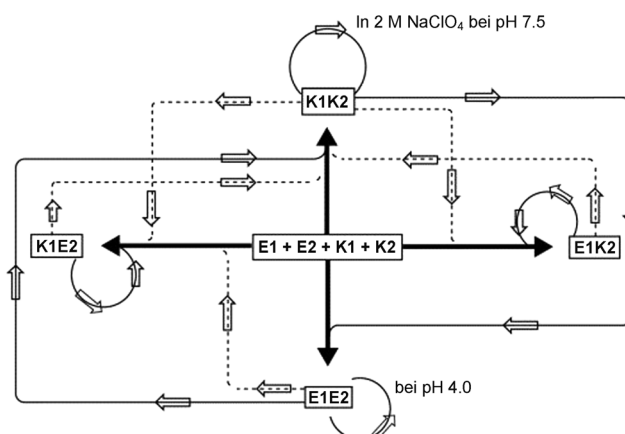 In 2 M NaClO₄ bei pH 7.5
K1K2
K1E2
E1 + E2 + K1 + K2
E1K2
E1E2
bei pH 4.0